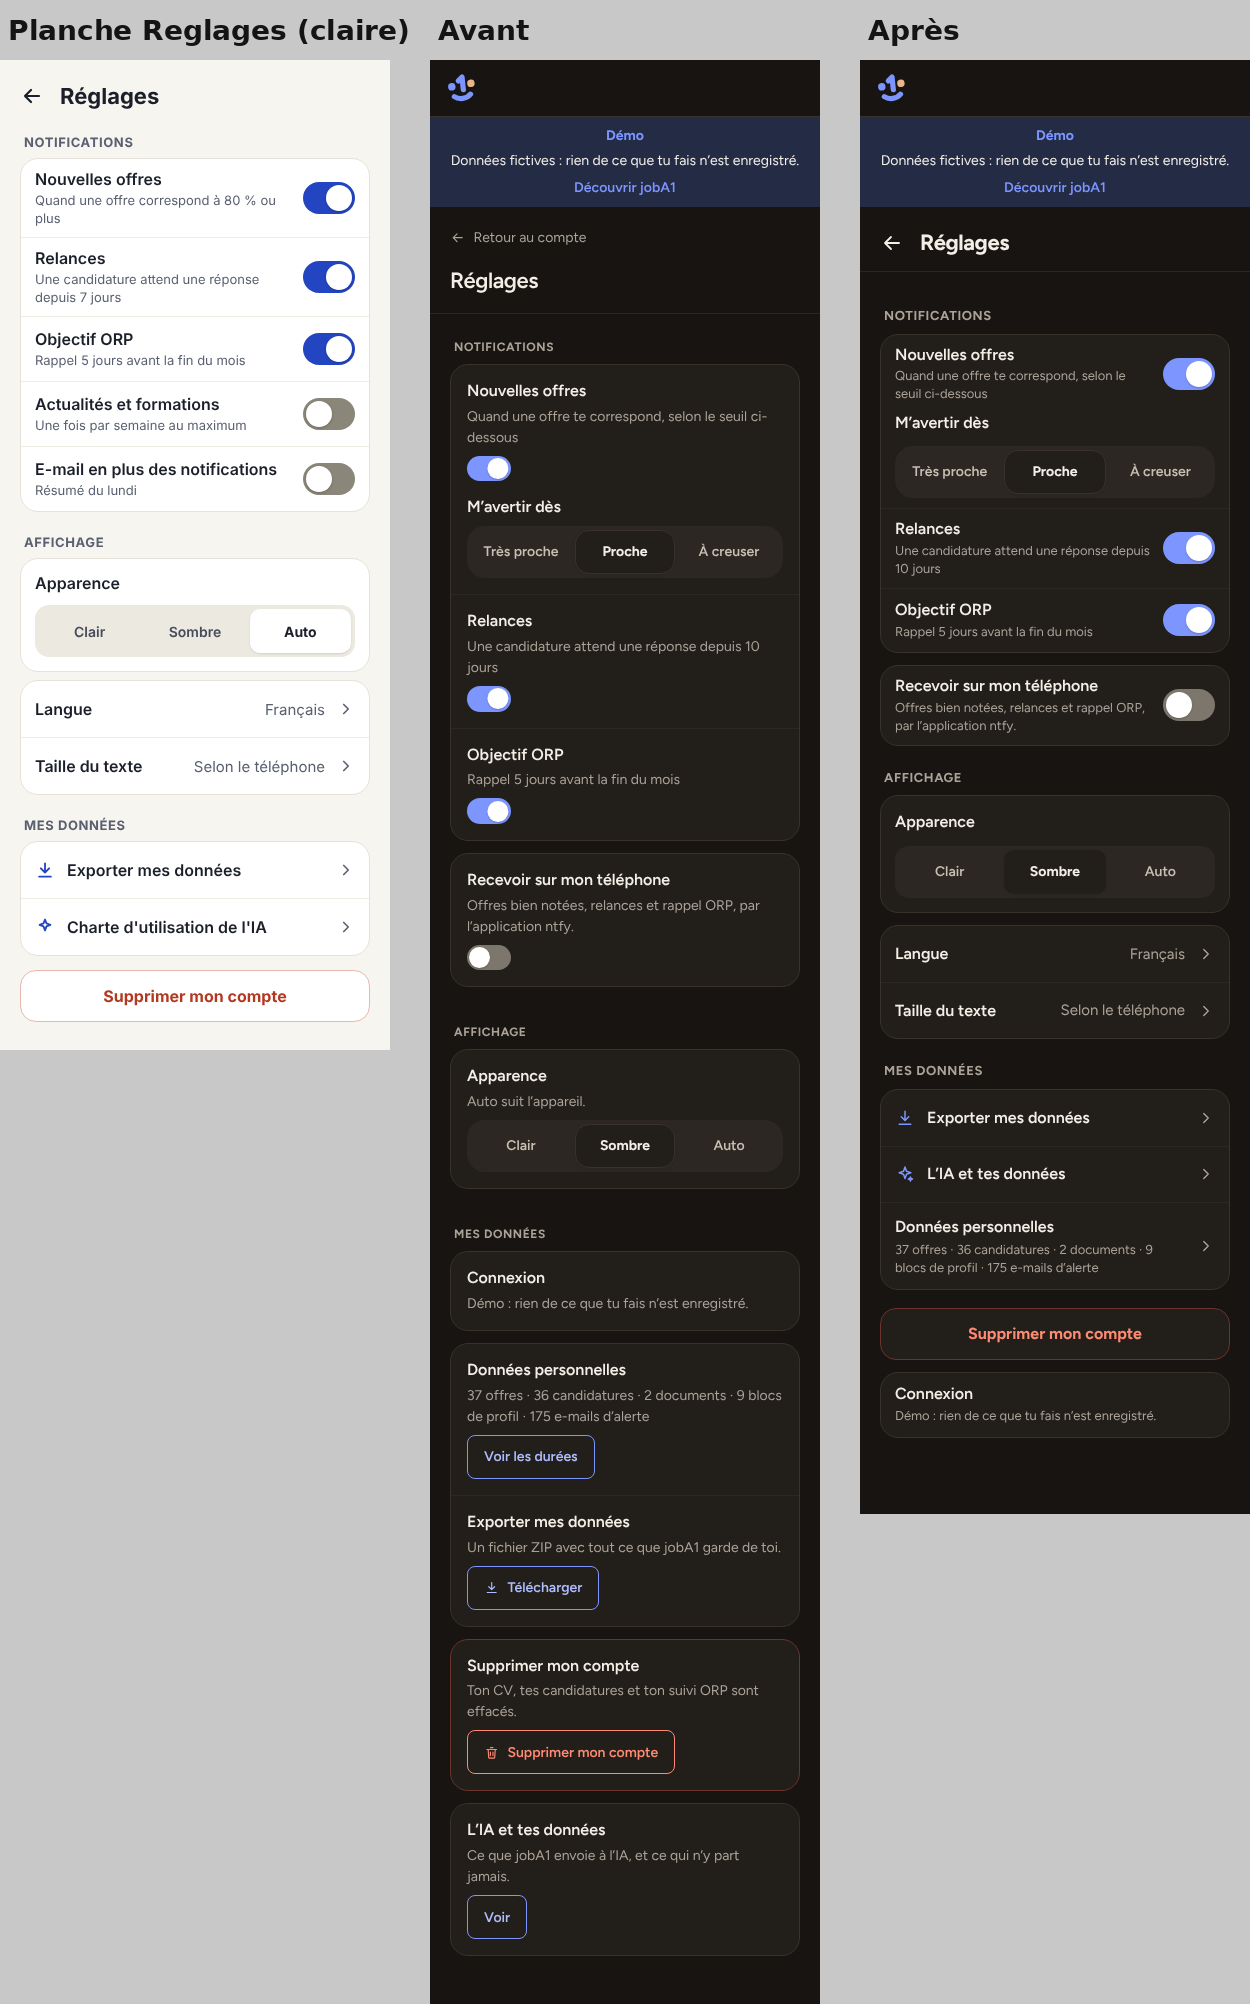 Planche Reglages (claire)
Réglages
NOTIFICATIONS
Nouvelles offres
Quand une offre correspond à 80 % ou
plus
Relances
Une candidature attend une réponse
depuis 7 jours
Objectif ORP
Rappel 5 jours avant la fin du mois
Actualités et formations
Une fois par semaine au maximum
E-mail en plus des notifications
Résumé du lundi
AFFICHAGE
Apparence
Clair Sombre Auto
Langue Français
Taille du texte Selon le téléphone
MES DONNÉES
Exporter mes données
Charte d'utilisation de l'IA
Supprimer mon compte
Avant
Démo
Données fictives : rien de ce que tu fais n’est enregistré.
Découvrir jobA1
Retour au compte
Réglages
NOTIFICATIONS
Nouvelles offres
Quand une offre te correspond, selon le seuil ci-
dessous
M’avertir dès
Très proche Proche À creuser
Relances
Une candidature attend une réponse depuis 10
jours
Objectif ORP
Rappel 5 jours avant la fin du mois
Recevoir sur mon téléphone
Offres bien notées, relances et rappel ORP, par
l’application ntfy.
AFFICHAGE
Apparence
Auto suit l’appareil.
Clair Sombre Auto
MES DONNÉES
Connexion
Démo : rien de ce que tu fais n’est enregistré.
Données personnelles
37 offres · 36 candidatures · 2 documents · 9 blocs
de profil · 175 e-mails d’alerte
Voir les durées
Exporter mes données
Un fichier ZIP avec tout ce que jobA1 garde de toi.
Télécharger
Supprimer mon compte
Ton CV, tes candidatures et ton suivi ORP sont
effacés.
Supprimer mon compte
L’IA et tes données
Ce que jobA1 envoie à l’IA, et ce qui n’y part
jamais.
Voir
Après
Démo
Données fictives : rien de ce que tu fais n’est enregistré.
Découvrir jobA1
Réglages
NOTIFICATIONS
Nouvelles offres
Quand une offre te correspond, selon le
seuil ci-dessous
M’avertir dès
Très proche Proche À creuser
Relances
Une candidature attend une réponse depuis
10 jours
Objectif ORP
Rappel 5 jours avant la fin du mois
Recevoir sur mon téléphone
Offres bien notées, relances et rappel ORP,
par l’application ntfy.
AFFICHAGE
Apparence
Clair Sombre Auto
Langue Français
Taille du texte Selon le téléphone
MES DONNÉES
Exporter mes données
L’IA et tes données
Données personnelles
37 offres · 36 candidatures · 2 documents · 9
blocs de profil · 175 e-mails d’alerte
Supprimer mon compte
Connexion
Démo : rien de ce que tu fais n’est enregistré.